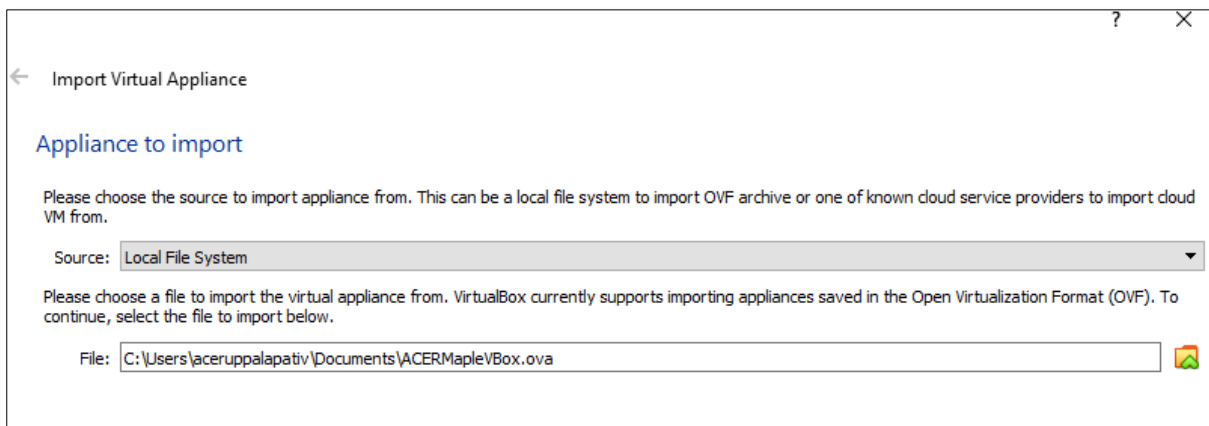 ?
Import Virtual Appliance
Appliance to import
Please choose the source to import appliance from. This can be a local file system to import OVF archive or one of known cloud service providers to import cloud
VM from.
Source: Local File System
Please choose a file to import the virtual appliance from. VirtualBox currently supports importing appliances saved in the Open Virtualization Format (OVF). To
continue, select the file to import below.
File: C:\Users\aceruppalapativ\Documents\ACERMapleVBox.ova